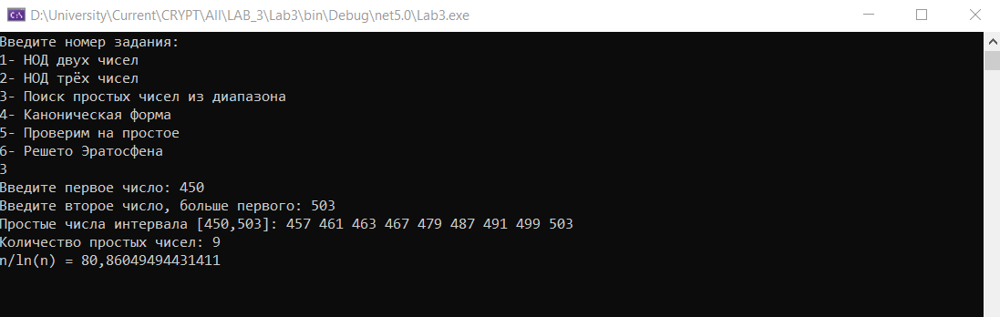 D:\University\Current\CRYPT\All\LAB_3\Lab3\bin\Debug\net5.0\Lab3.exe
Введите номер задания:
1- НОД двух чисел
2- НОД трёх чисел
3- Поиск простых чисел из диапазона
4- Каноническая форма
5- Проверим на простое
6- Решето Эратосфена
3
Введите первое число: 450
Введите второе число, больше первого: 503
Простые числа интервала [450,503]: 457 461 463 467 479 487 491 499 503
Количество простых чисел: 9
n/ln(n) = 80,86049494431411